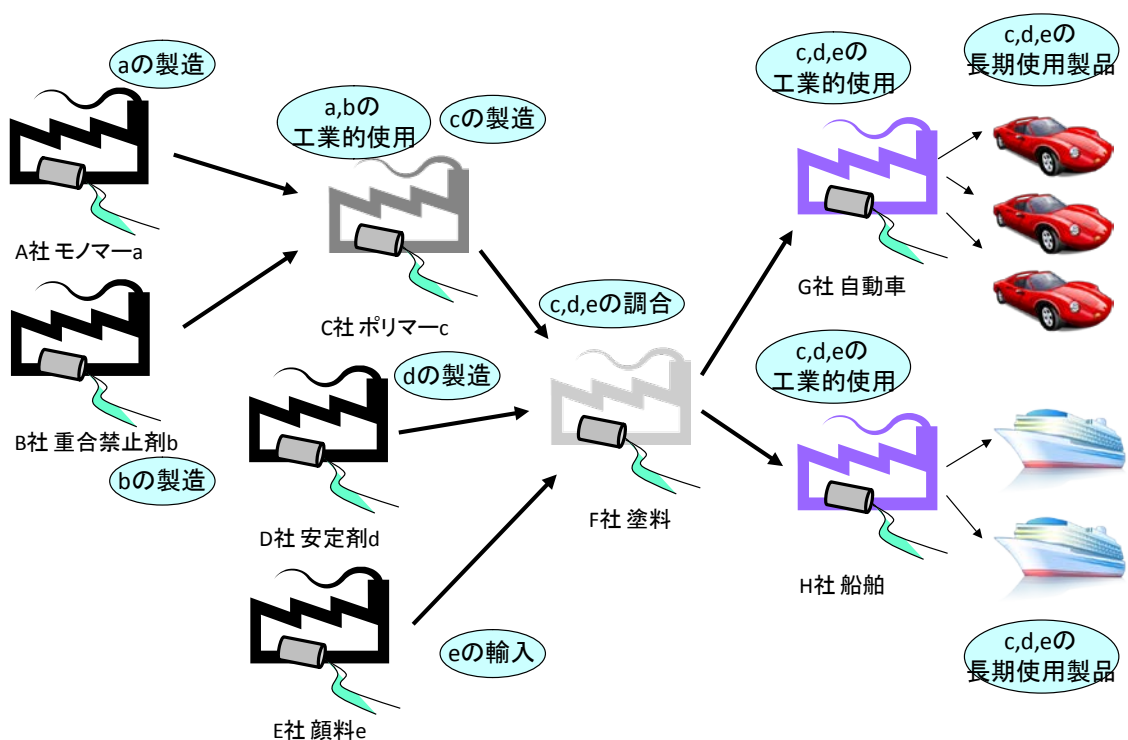 aの製造
A社 モノマーa
B社 重合禁止剤b
bの製造
a,bの
工業的使用
cの製造
C社 ポリマーc
dの製造
D社 安定剤d
E社 顔料e
eの輸入
c,d,eの調合
F社 塗料
c,d,eの
工業的使用
G社 自動車
c,d,eの
長期使用製品
c,d,eの
工業的使用
H社 船舶
c,d,eの
長期使用製品